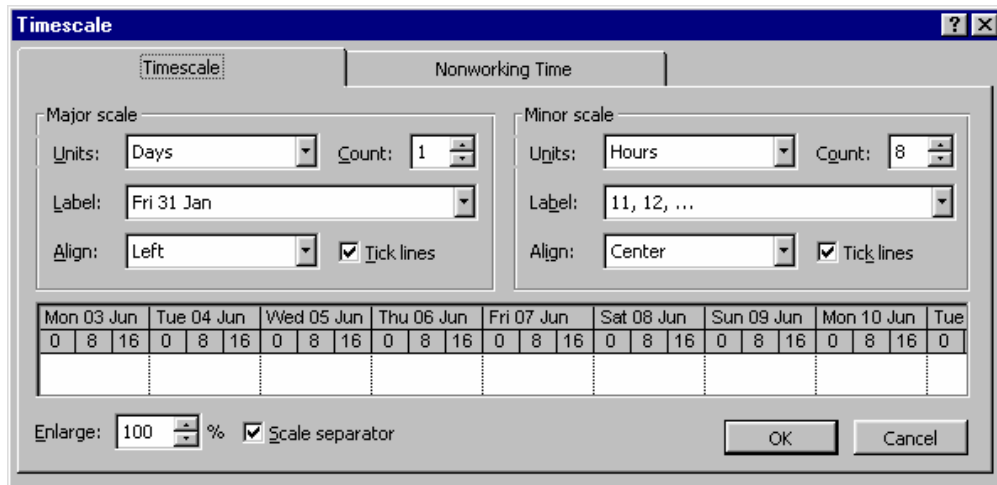 Timescale
Timescale Nonworking Time
Major scale Minor scale
Units: Days Count: 1 Units: Hours Count: 8
Label: Fri 31 Jan Label: 11, 12, ...
Align: Left Tick lines Align: Center Tick lines
Mon 03 Jun Tue 04 Jun Wed 05 Jun Thu 06 Jun Fri 07 Jun Sat 08 Jun Sun 09 Jun Mon 10 Jun Tue
0 8 16 0 8 16 0 8 16 0 8 16 0 8 16 0 8 16 0 8 16 0 8 16 0
Enlarge: 100 % Scale separator OK Cancel